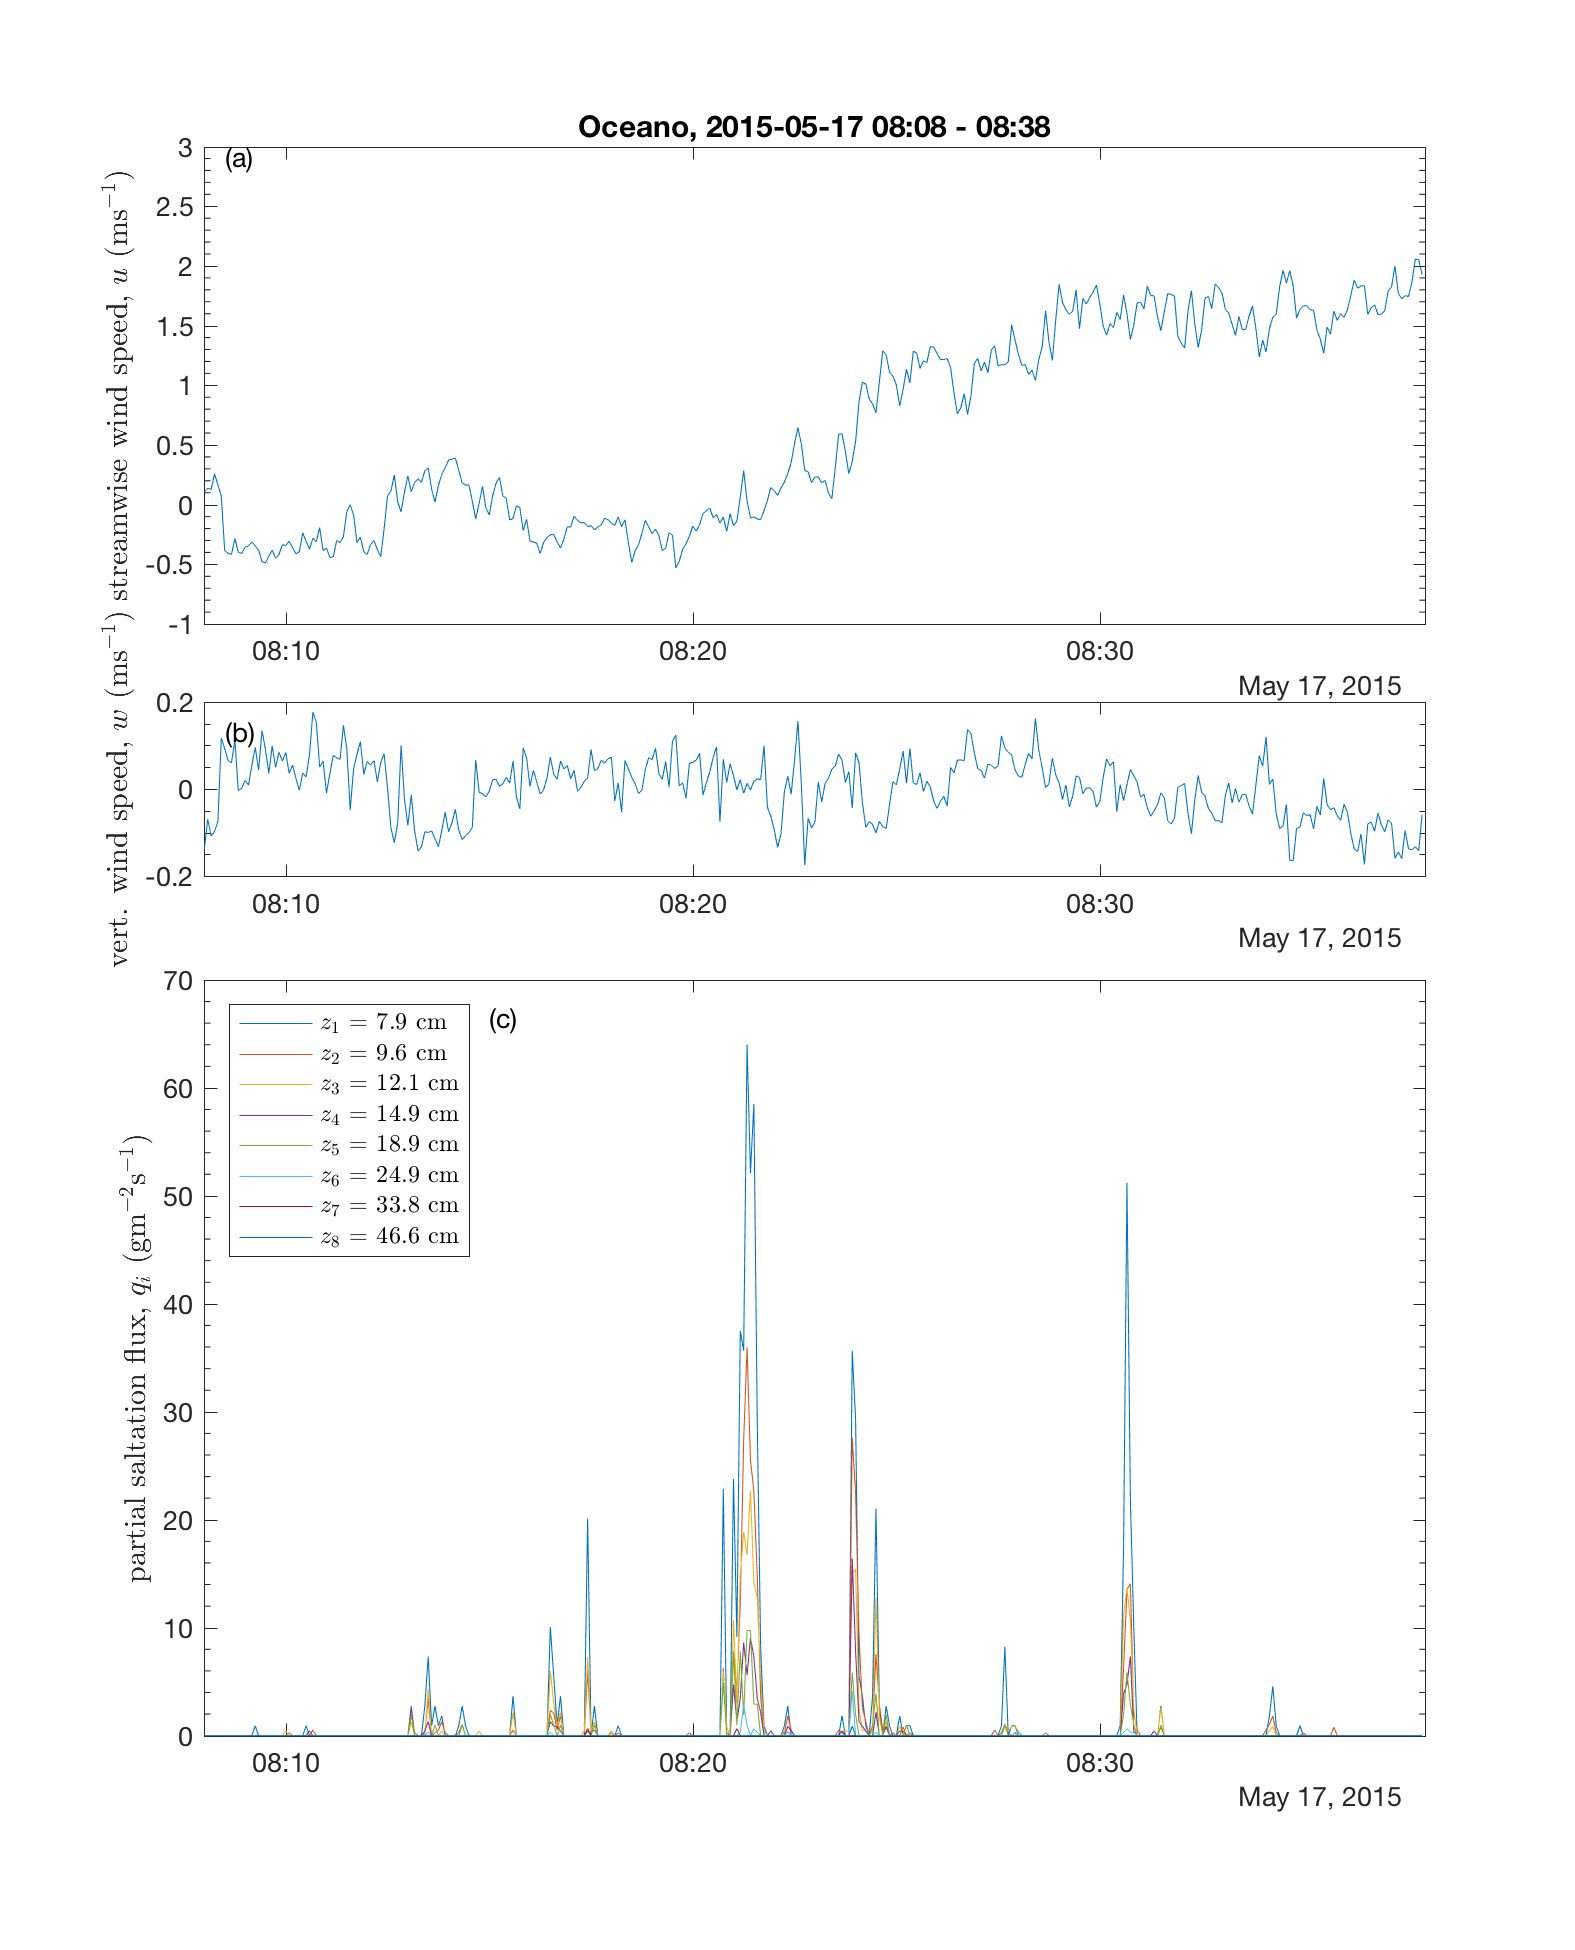 Oceano, 2015-05-17 08:08 - 08:38
(a)
streamwise wind speed, u (ms⁻¹)
3
2.5
2
1.5
1
0.5
0
-0.5
-1
08:10 08:20 08:30
May 17, 2015
(b)
vert. wind speed, w (ms⁻¹)
0.2
0
-0.2
08:10 08:20 08:30
May 17, 2015
(c)
partial saltation flux, qᵢ (gm⁻²s⁻¹)
70
60
50
40
30
20
10
0
z₁ = 7.9 cm
z₂ = 9.6 cm
z₃ = 12.1 cm
z₄ = 14.9 cm
z₅ = 18.9 cm
z₆ = 24.9 cm
z₇ = 33.8 cm
z₈ = 46.6 cm
08:10 08:20 08:30
May 17, 2015